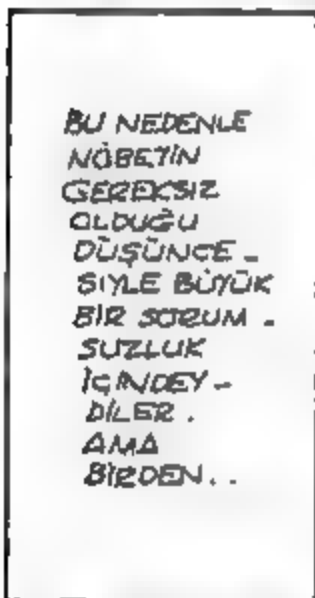 BU NEDENLE
NÖBETİN
GEREKSİZ
OLDUĞU
DÜŞÜNCE -
SİYLE BÜYÜK
BİR SORUM -
SUZLUK
İÇİNDEY -
DİLER .
AMA
BİRDEN . .